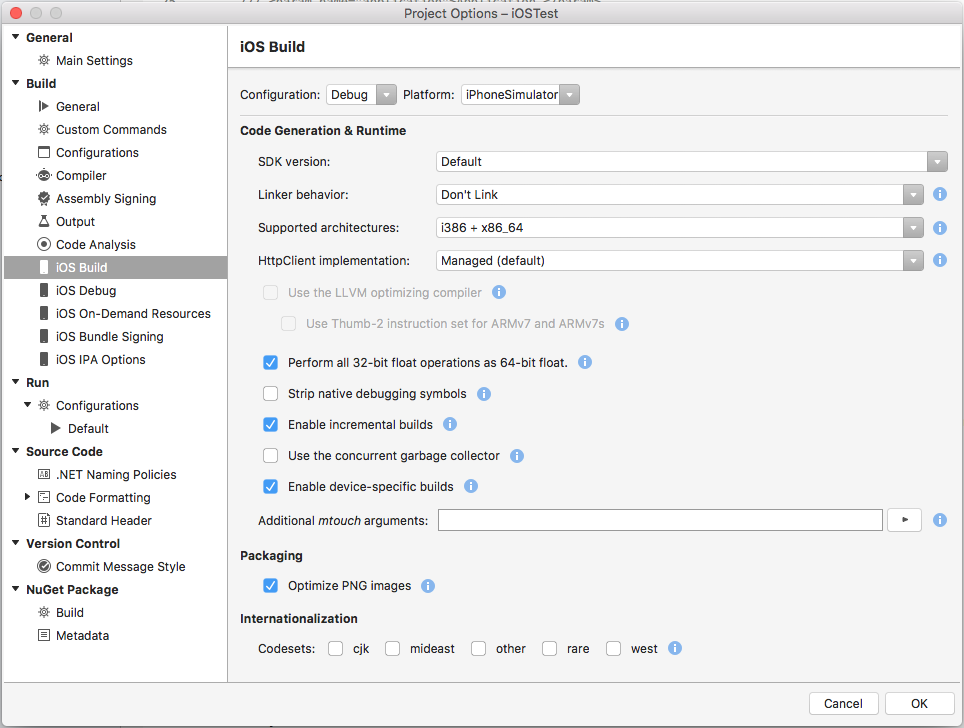 Project Options – iOSTest
General
Main Settings
Build
General
Custom Commands
Configurations
Compiler
Assembly Signing
Output
Code Analysis
iOS Build
iOS Debug
iOS On-Demand Resources
iOS Bundle Signing
iOS IPA Options
Run
Configurations
Default
Source Code
.NET Naming Policies
Code Formatting
Standard Header
Version Control
Commit Message Style
NuGet Package
Build
Metadata
iOS Build
Configuration: Debug Platform: iPhoneSimulator
Code Generation & Runtime
SDK version: Default
Linker behavior: Don't Link
Supported architectures: i386 + x86_64
HttpClient implementation: Managed (default)
Use the LLVM optimizing compiler
Use Thumb-2 instruction set for ARMv7 and ARMv7s
Perform all 32-bit float operations as 64-bit float.
Strip native debugging symbols
Enable incremental builds
Use the concurrent garbage collector
Enable device-specific builds
Additional mtouch arguments:
Packaging
Optimize PNG images
Internationalization
Codesets: cjk mideast other rare west
Cancel OK